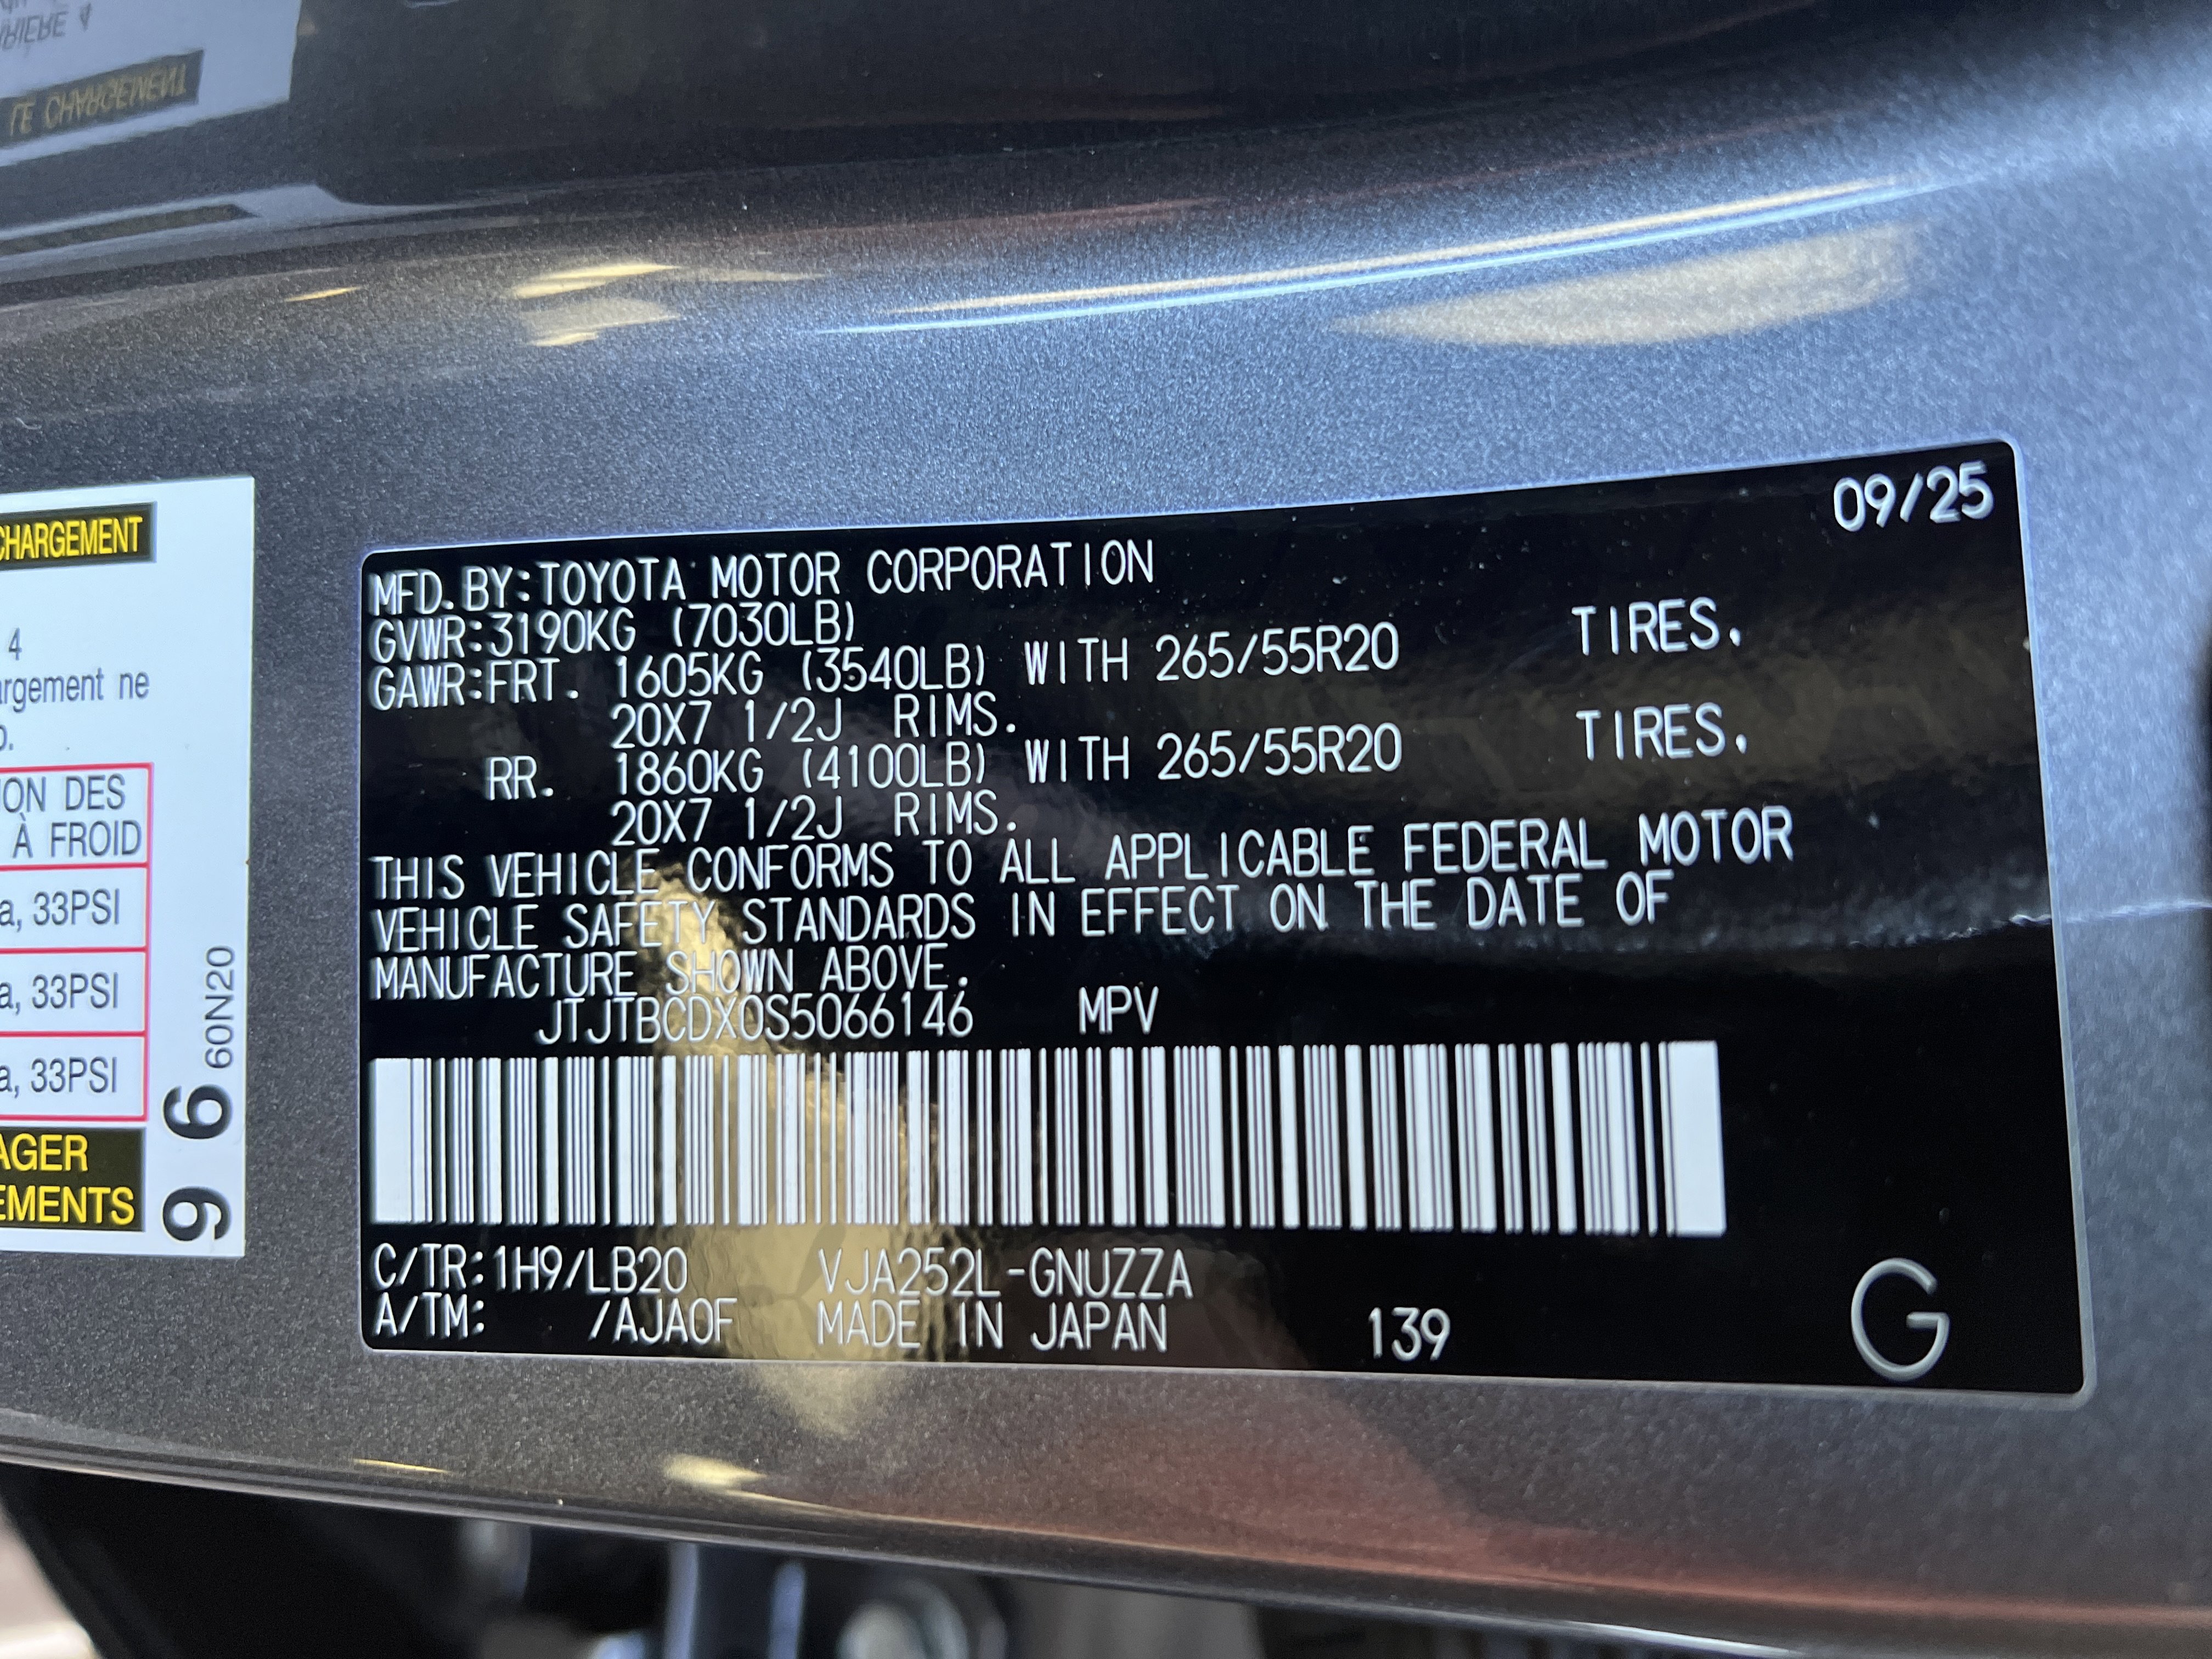 LE CHARGEMENT
CHARGEMENT
4
argement ne
ON DES
À FROID
a, 33PSI
a, 33PSI
a, 33PSI
AGER
EMENTS
9 6 60N20
09/25
MFD.BY:TOYOTA MOTOR CORPORATION
GVWR:3190KG (7030LB)
GAWR:FRT. 1605KG (3540LB) WITH 265/55R20 TIRES.
20X7 1/2J RIMS.
RR. 1860KG (4100LB) WITH 265/55R20 TIRES.
20X7 1/2J RIMS.
THIS VEHICLE CONFORMS TO ALL APPLICABLE FEDERAL MOTOR
VEHICLE SAFETY STANDARDS IN EFFECT ON THE DATE OF
MANUFACTURE SHOWN ABOVE.
JTJTBCDX0S5066146 MPV
C/TR:1H9/LB20 VJA252L-GNUZZA
A/TM: /AJA0F MADE IN JAPAN 139
G